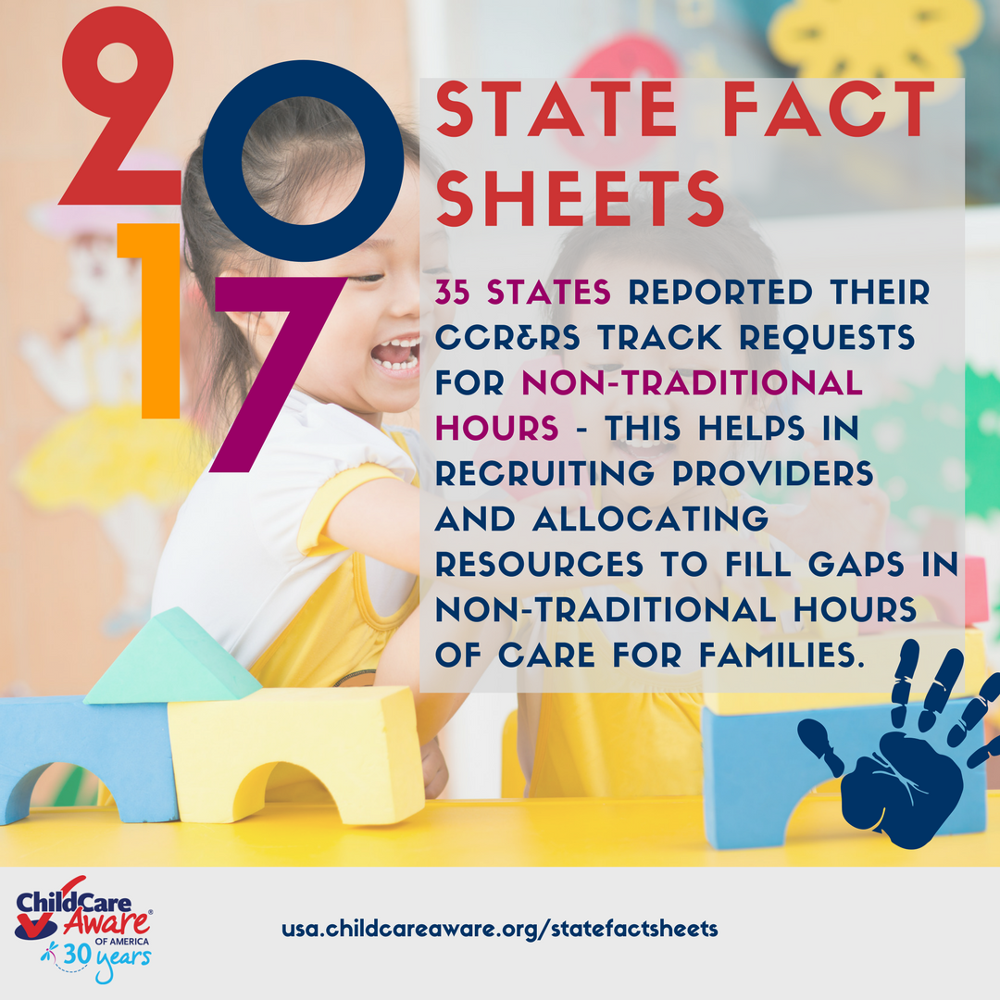 2017
STATE FACT
SHEETS
35 STATES REPORTED THEIR
CCR&RS TRACK REQUESTS
FOR NON-TRADITIONAL
HOURS - THIS HELPS IN
RECRUITING PROVIDERS
AND ALLOCATING
RESOURCES TO FILL GAPS IN
NON-TRADITIONAL HOURS
OF CARE FOR FAMILIES.
ChildCare
Aware®
OF AMERICA
30 years
usa.childcareaware.org/statefactsheets